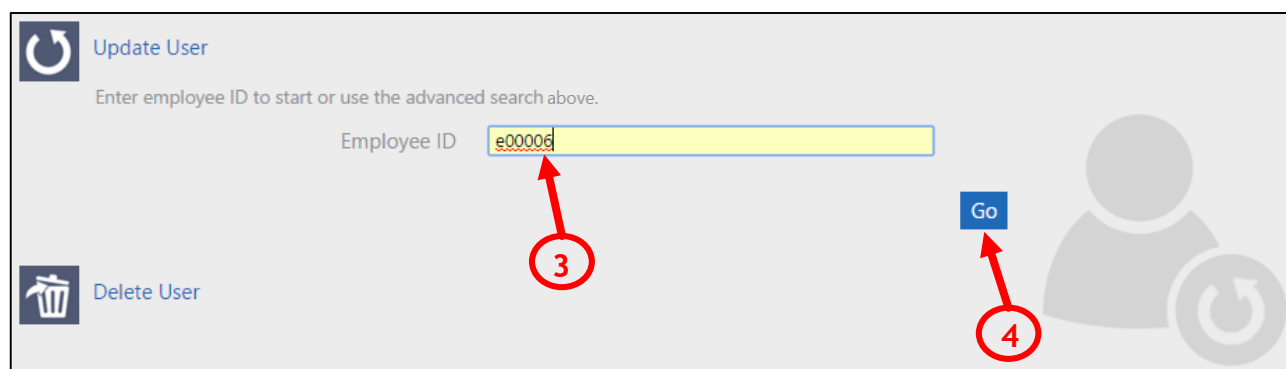 Update User
Enter employee ID to start or use the advanced search above.
Employee ID e00006
Go
3
Delete User
4